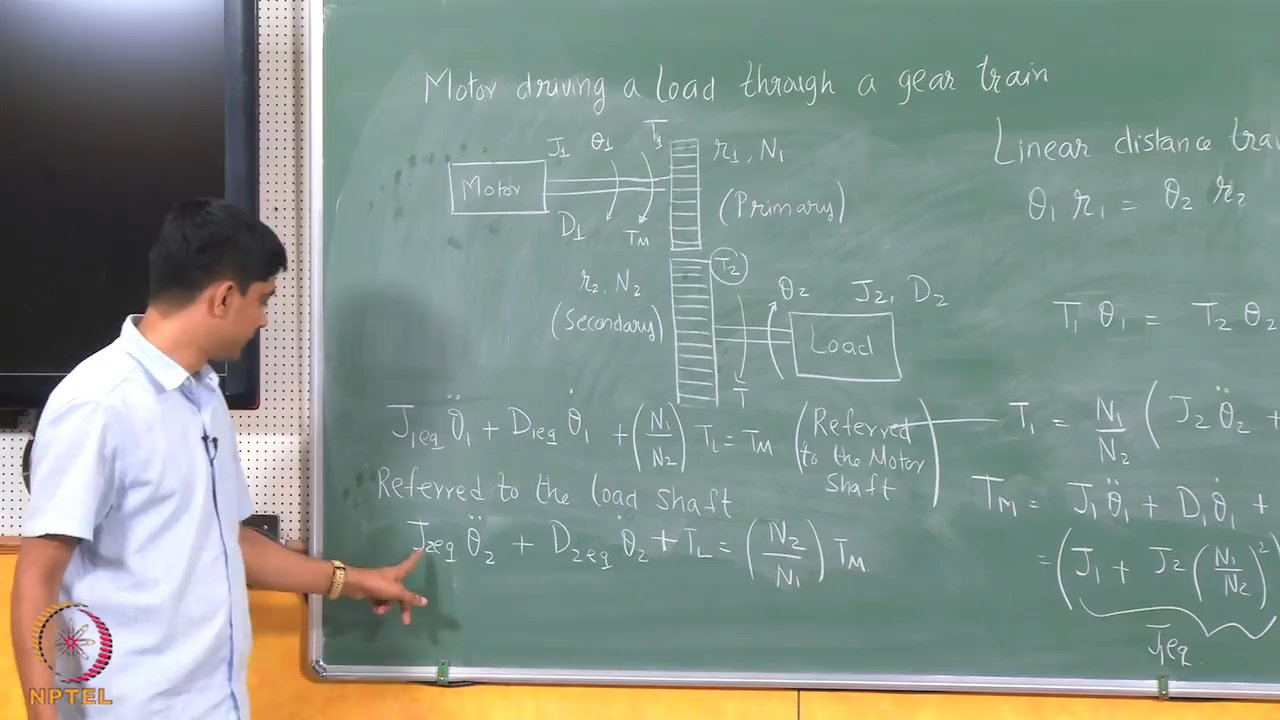 Motor driving a Load through a gear train
J₁ θ₁ T₁
Motor
D₁ T_M
r₁, N₁
(Primary)
r₂, N₂
(Secondary)
T₂
θ₂ J₂, D₂
Load
T
J₁eq θ̈₁ + D₁eq θ̇₁ + (N₁/N₂) T_L = T_M (Referred to the Motor Shaft)
Referred to the load shaft
J₂eq θ̈₂ + D₂eq θ̇₂ + T_L = (N₂/N₁) T_M.
Linear distance
θ₁ r₁ = θ₂ r₂
T₁ θ₁ = T₂ θ₂
T₁ = N₁/N₂ (J₂ θ̈₂ +
T_M = J₁ θ̈₁ + D₁ θ̇₁ +
= (J₁ + J₂ (N₁/N₂)²)
J₁eq.
NPTEL